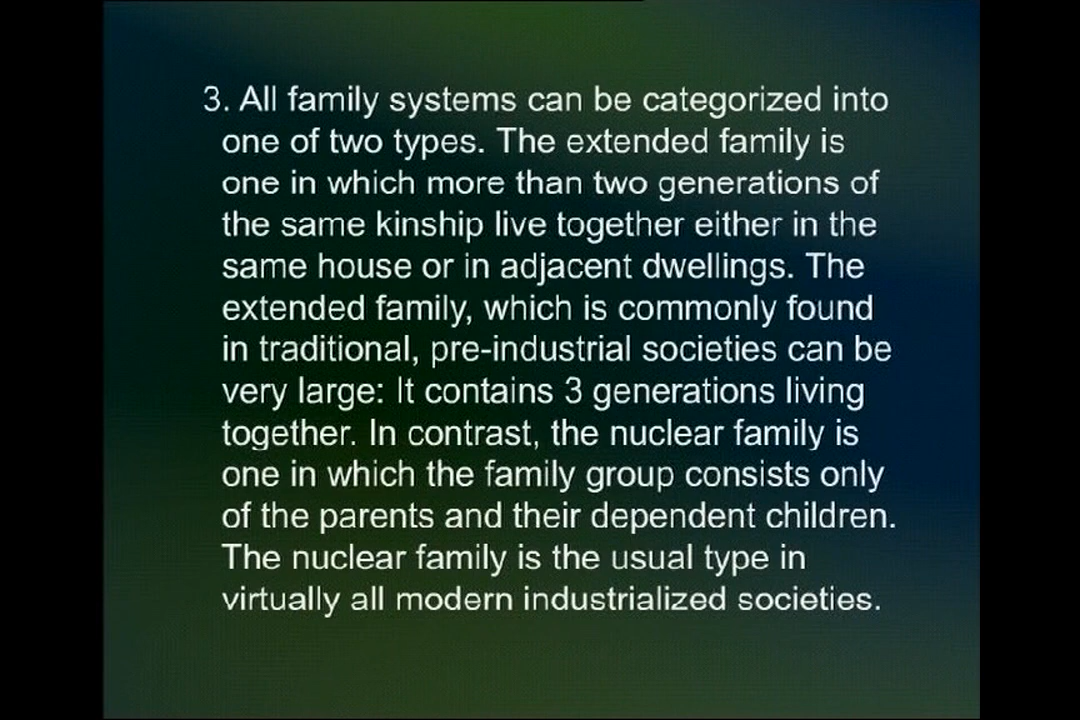 3. All family systems can be categorized into
one of two types. The extended family is
one in which more than two generations of
the same kinship live together either in the
same house or in adjacent dwellings. The
extended family, which is commonly found
in traditional, pre-industrial societies can be
very large: It contains 3 generations living
together. In contrast, the nuclear family is
one in which the family group consists only
of the parents and their dependent children.
The nuclear family is the usual type in
virtually all modern industrialized societies.